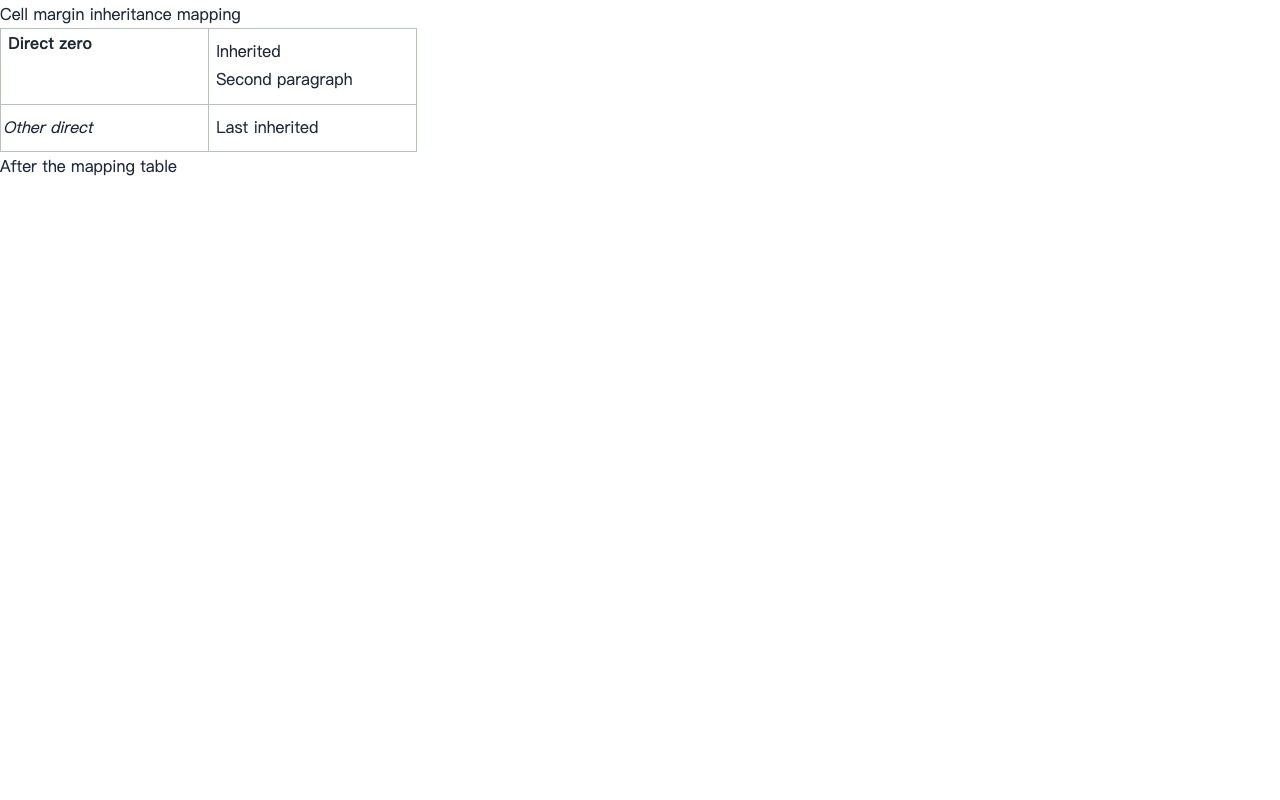 Cell margin inheritance mapping
Direct zero
Inherited
Second paragraph
Other direct
Last inherited
After the mapping table